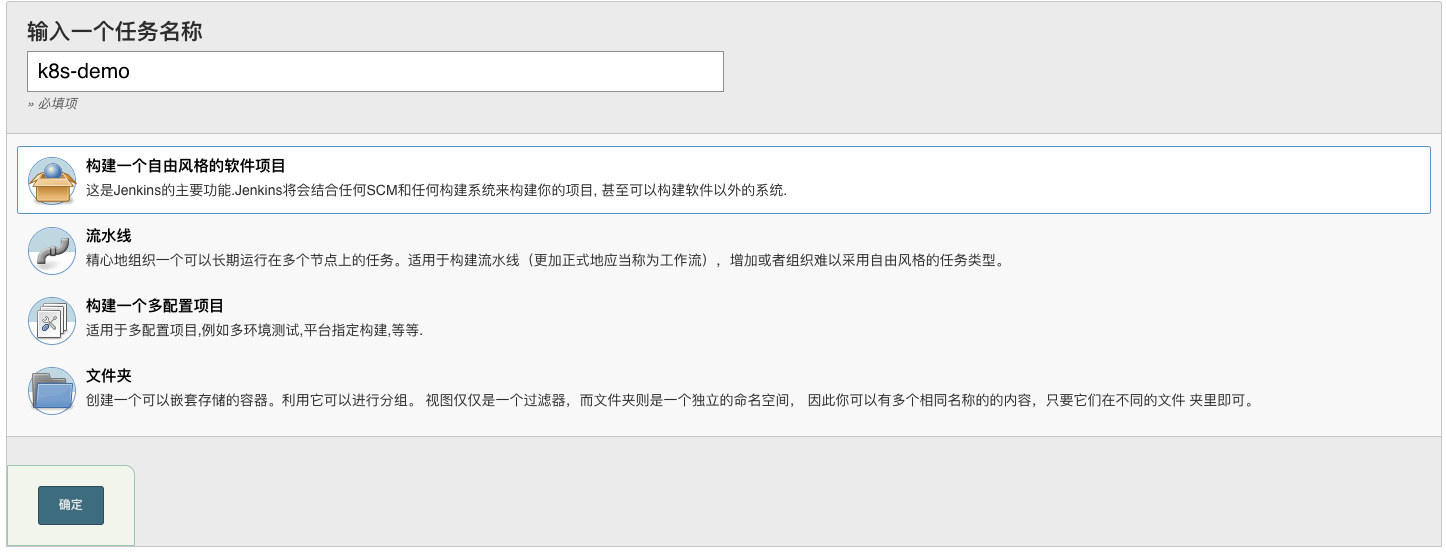 输入一个任务名称
k8s-demo
» 必填项
构建一个自由风格的软件项目
这是Jenkins的主要功能.Jenkins将会结合任何SCM和任何构建系统来构建你的项目, 甚至可以构建软件以外的系统.
流水线
精心地组织一个可以长期运行在多个节点上的任务。适用于构建流水线（更加正式地应当称为工作流），增加或者组织难以采用自由风格的任务类型。
构建一个多配置项目
适用于多配置项目,例如多环境测试,平台指定构建,等等.
文件夹
创建一个可以嵌套存储的容器。利用它可以进行分组。 视图仅仅是一个过滤器，而文件夹则是一个独立的命名空间， 因此你可以有多个相同名称的的内容，只要它们在不同的文件 夹里即可。
确定